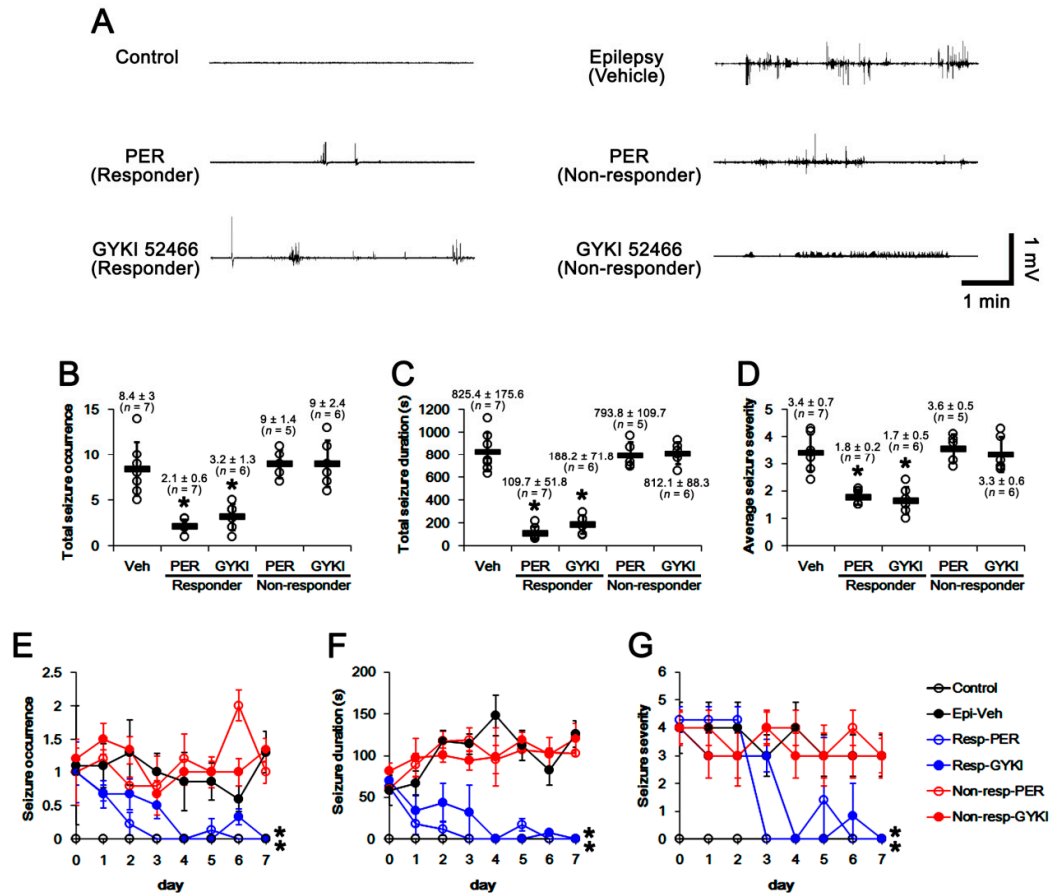 A
Control
Epilepsy
(Vehicle)
PER
(Responder)
PER
(Non-responder)
GYKI 52466
(Responder)
GYKI 52466
(Non-responder)
1 mV
1 min
B
Total seizure occurrence
15
10
5
0
8.4 ± 3
(n = 7)
2.1 ± 0.6
(n = 7)
3.2 ± 1.3
(n = 6)
9 ± 1.4
(n = 5)
9 ± 2.4
(n = 6)
*
*
Veh PER GYKI PER GYKI
Responder Non-responder
C
Total seizure duration (s)
1200
1000
800
600
400
200
0
825.4 ± 175.6
(n = 7)
109.7 ± 51.8
(n = 7)
188.2 ± 71.8
(n = 6)
793.8 ± 109.7
(n = 5)
812.1 ± 88.3
(n = 6)
*
*
Veh PER GYKI PER GYKI
Responder Non-responder
D
Average seizure severity
5
4
3
2
1
0
3.4 ± 0.7
(n = 7)
1.8 ± 0.2
(n = 7)
1.7 ± 0.5
(n = 6)
3.6 ± 0.5
(n = 5)
3.3 ± 0.6
(n = 6)
*
*
Veh PER GYKI PER GYKI
Responder Non-responder
E
Seizure occurrence
2.5
2
1.5
1
0.5
0
0 1 2 3 4 5 6 7
day
*
*
F
Seizure duration (s)
200
150
100
50
0
0 1 2 3 4 5 6 7
day
*
*
G
Seizure severity
6
5
4
3
2
1
0
0 1 2 3 4 5 6 7
day
*
*
Control
Epi-Veh
Resp-PER
Resp-GYKI
Non-resp-PER
Non-resp-GYKI